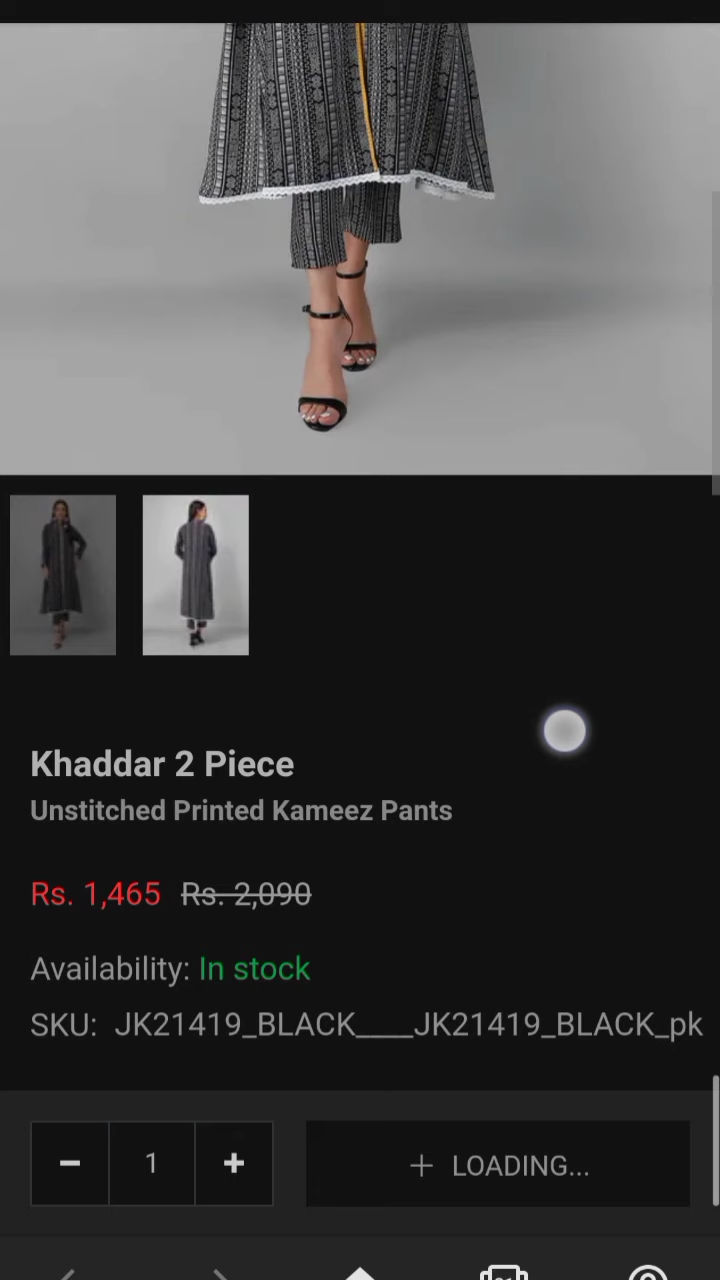 Khaddar 2 Piece
Unstitched Printed Kameez Pants
Rs. 1,465 Rs. 2,090
Availability: In stock
SKU: JK21419_BLACK____JK21419_BLACK_pk
− 1 + + LOADING...